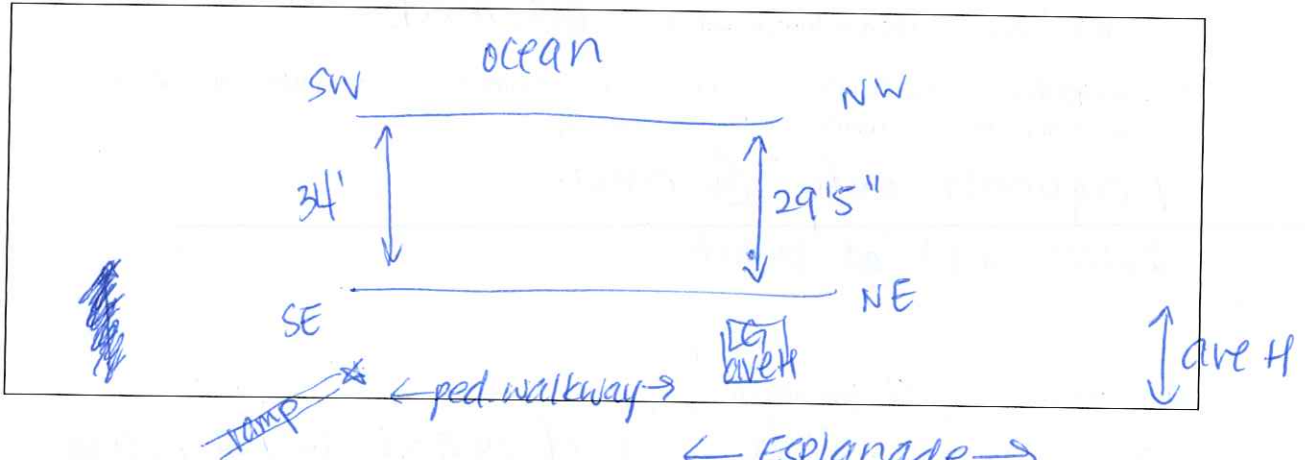 ocean
SW
NW
34'
29'5"
SE
NE
LG
ave H
ave H
ramp
ped. walkway
Esplanade